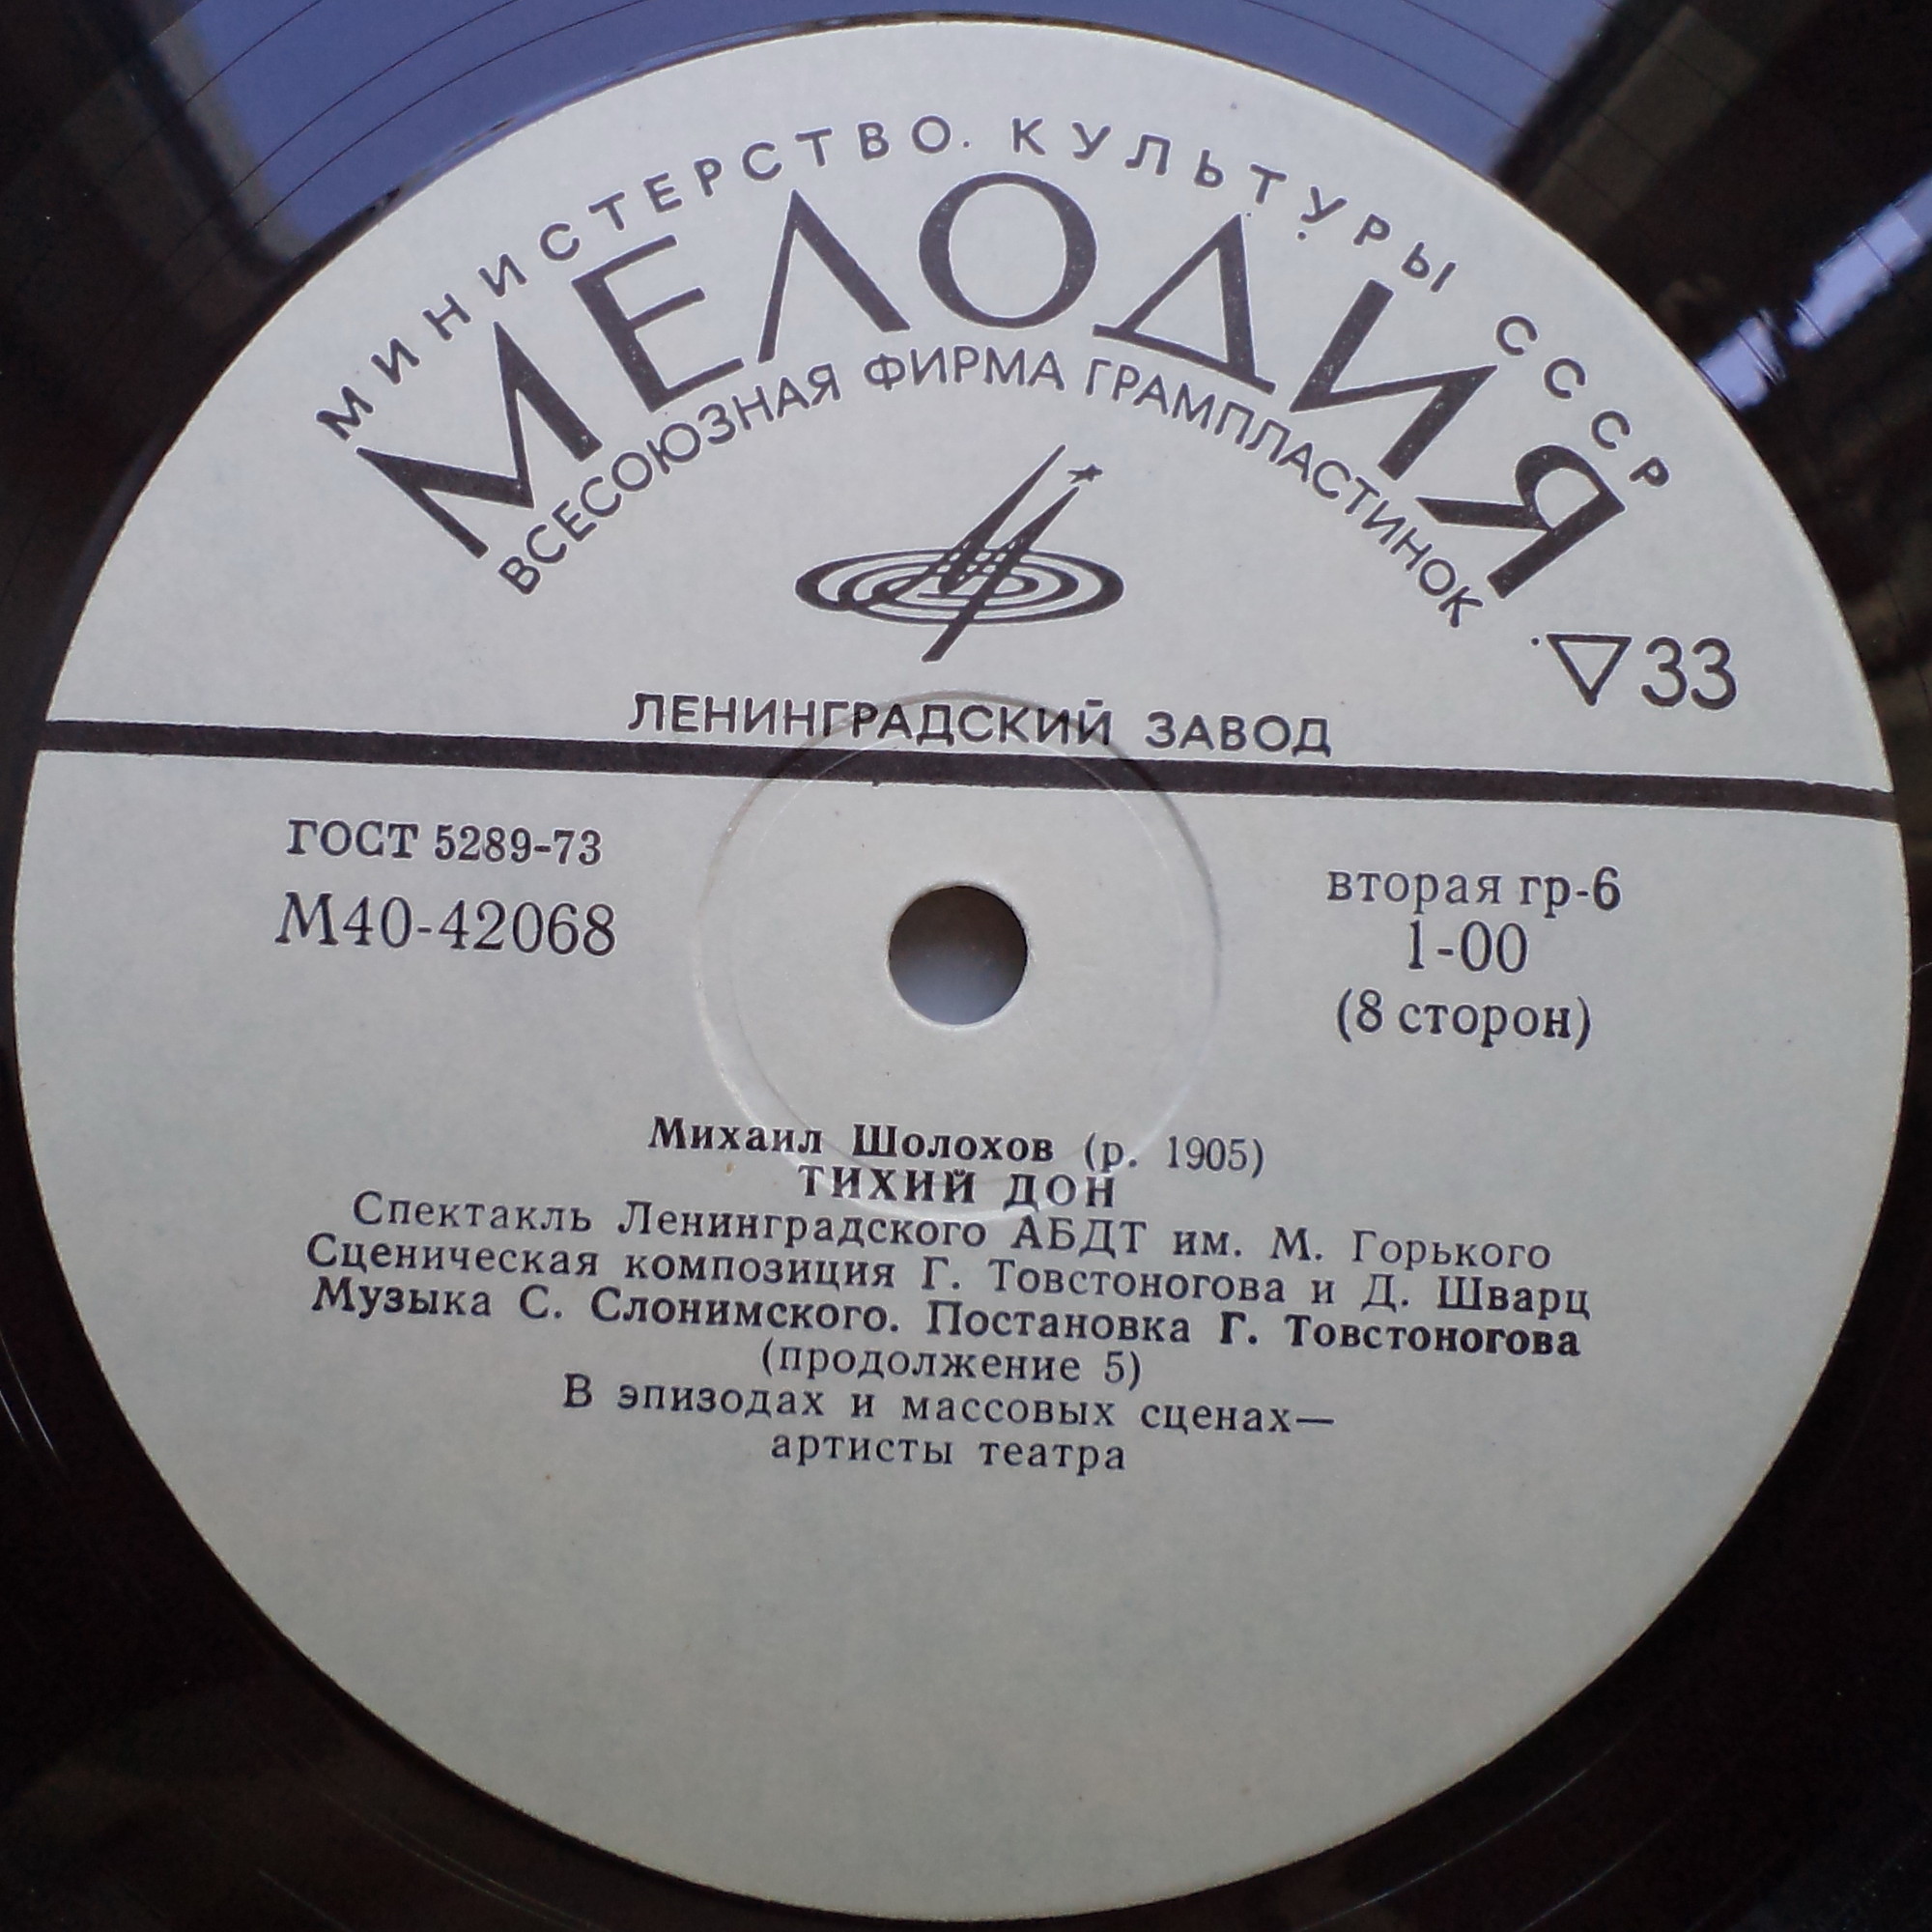 МИНИСТЕРСТВО КУЛЬТУРЫ СССР
МЕЛОДИЯ
ВСЕСОЮЗНАЯ ФИРМА ГРАМПЛАСТИНОК
33
ЛЕНИНГРАДСКИЙ ЗАВОД
ГОСТ 5289-73
М40-42068
вторая гр-6
1-00
(8 сторон)
Михаил Шолохов (р. 1905)
ТИХИЙ ДОН
Спектакль Ленинградского АБДТ им. М. Горького
Сценическая композиция Г. Товстоногова и Д. Шварц
Музыка С. Слонимского. Постановка Г. Товстоногова
(продолжение 5)
В эпизодах и массовых сценах—
артисты театра